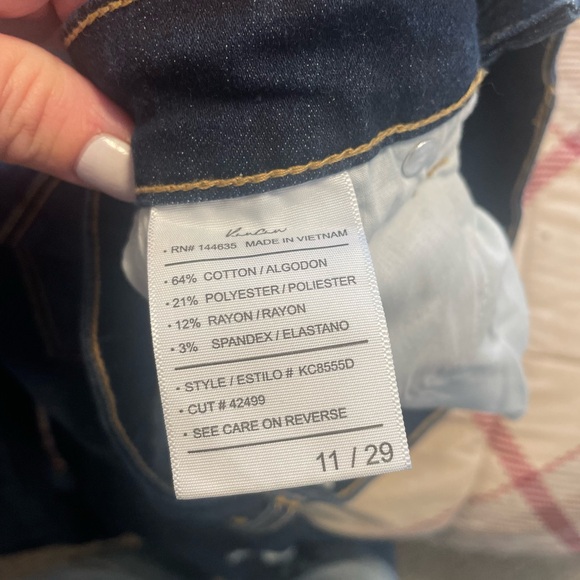 KanCan
• RN# 144635 MADE IN VIETNAM
• 64% COTTON / ALGODON
• 21% POLYESTER / POLIESTER
• 12% RAYON / RAYON
• 3% SPANDEX / ELASTANO
• STYLE / ESTILO # KC8555D
• CUT # 42499
• SEE CARE ON REVERSE
11 / 29